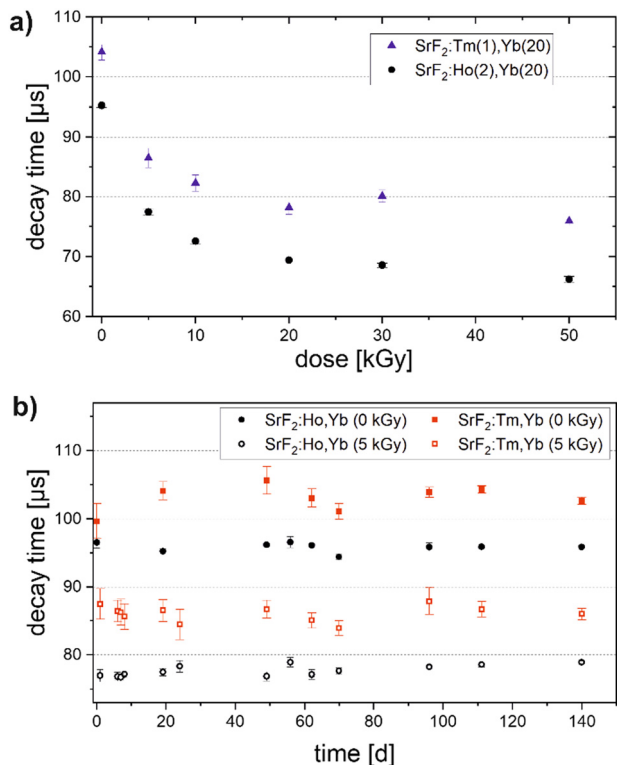 a)
110
100
90
80
70
60
decay time [µs]
SrF₂:Tm(1),Yb(20)
SrF₂:Ho(2),Yb(20)
0 10 20 30 40 50
dose [kGy]
b)
SrF₂:Ho,Yb (0 kGy) SrF₂:Tm,Yb (0 kGy)
SrF₂:Ho,Yb (5 kGy) SrF₂:Tm,Yb (5 kGy)
110
100
90
80
decay time [µs]
0 20 40 60 80 100 120 140
time [d]